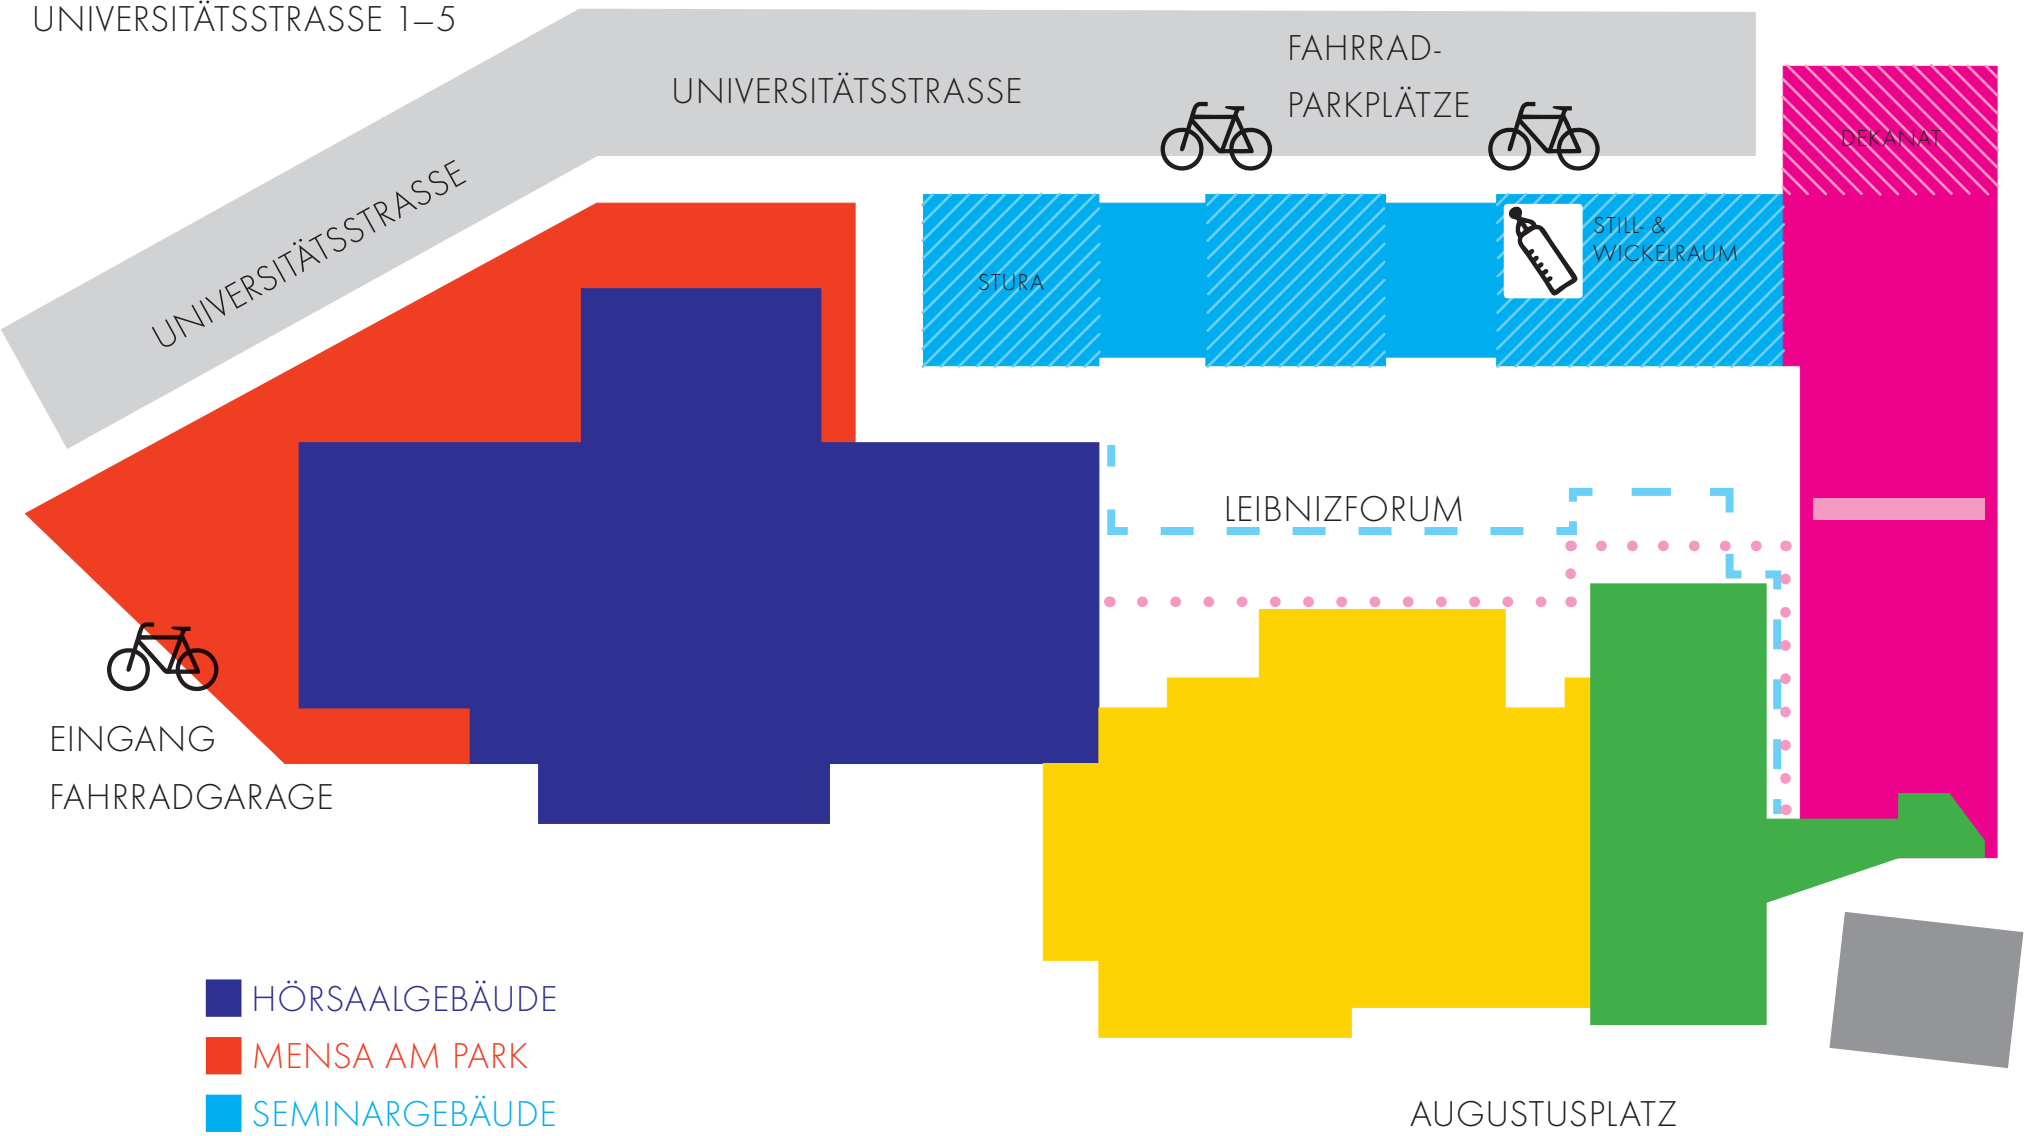 UNIVERSITÄTSSTRASSE 1–5
UNIVERSITÄTSSTRASSE
FAHRRAD-
PARKPLÄTZE
DEKANAT
UNIVERSITÄTSSTRASSE
STURA
STILL- &
WICKELRAUM
LEIBNIZFORUM
EINGANG
FAHRRADGARAGE
HÖRSAALGEBÄUDE
MENSA AM PARK
SEMINARGEBÄUDE
AUGUSTUSPLATZ